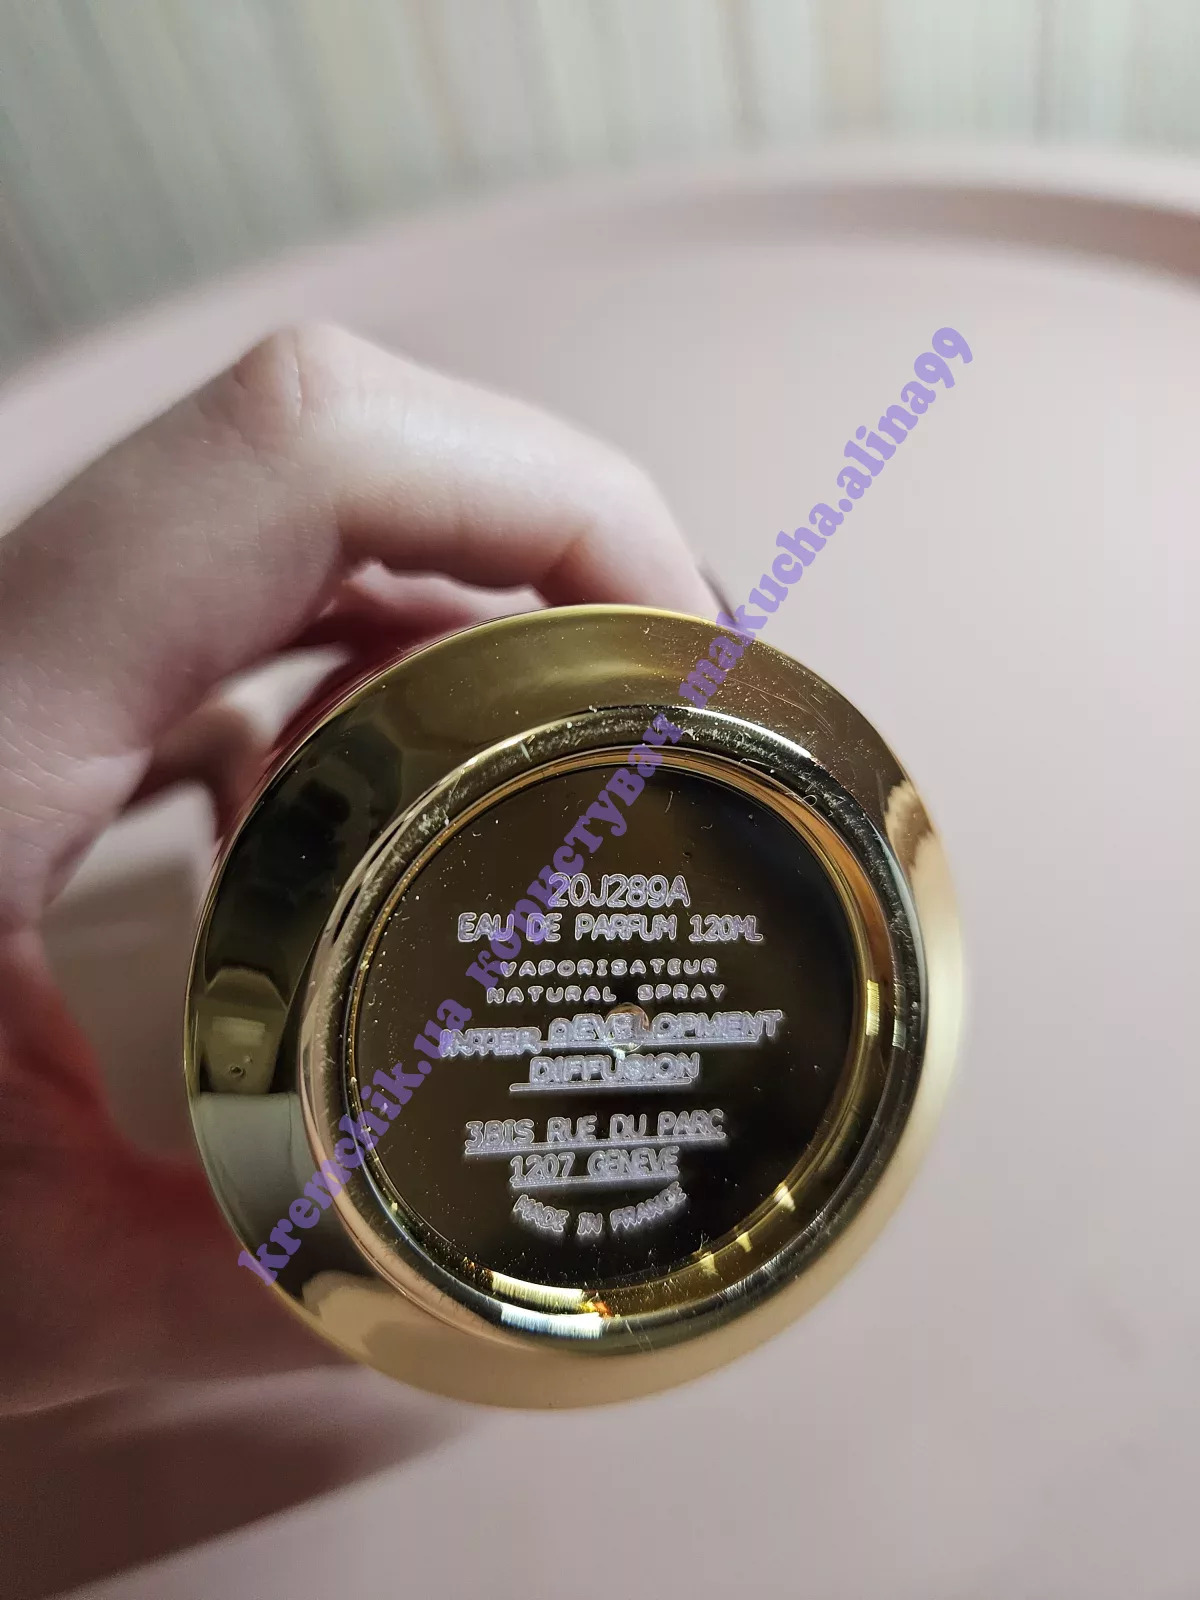 20J289A
EAU DE PARFUM 120ML
VAPORISATEUR
NATURAL SPRAY
INTER DEVELOPMENT
DIFFUSION
3BIS RUE DU PARC
1207 GENEVE
MADE IN FRANCE
kremchik.ua Користувач makucha.alina99